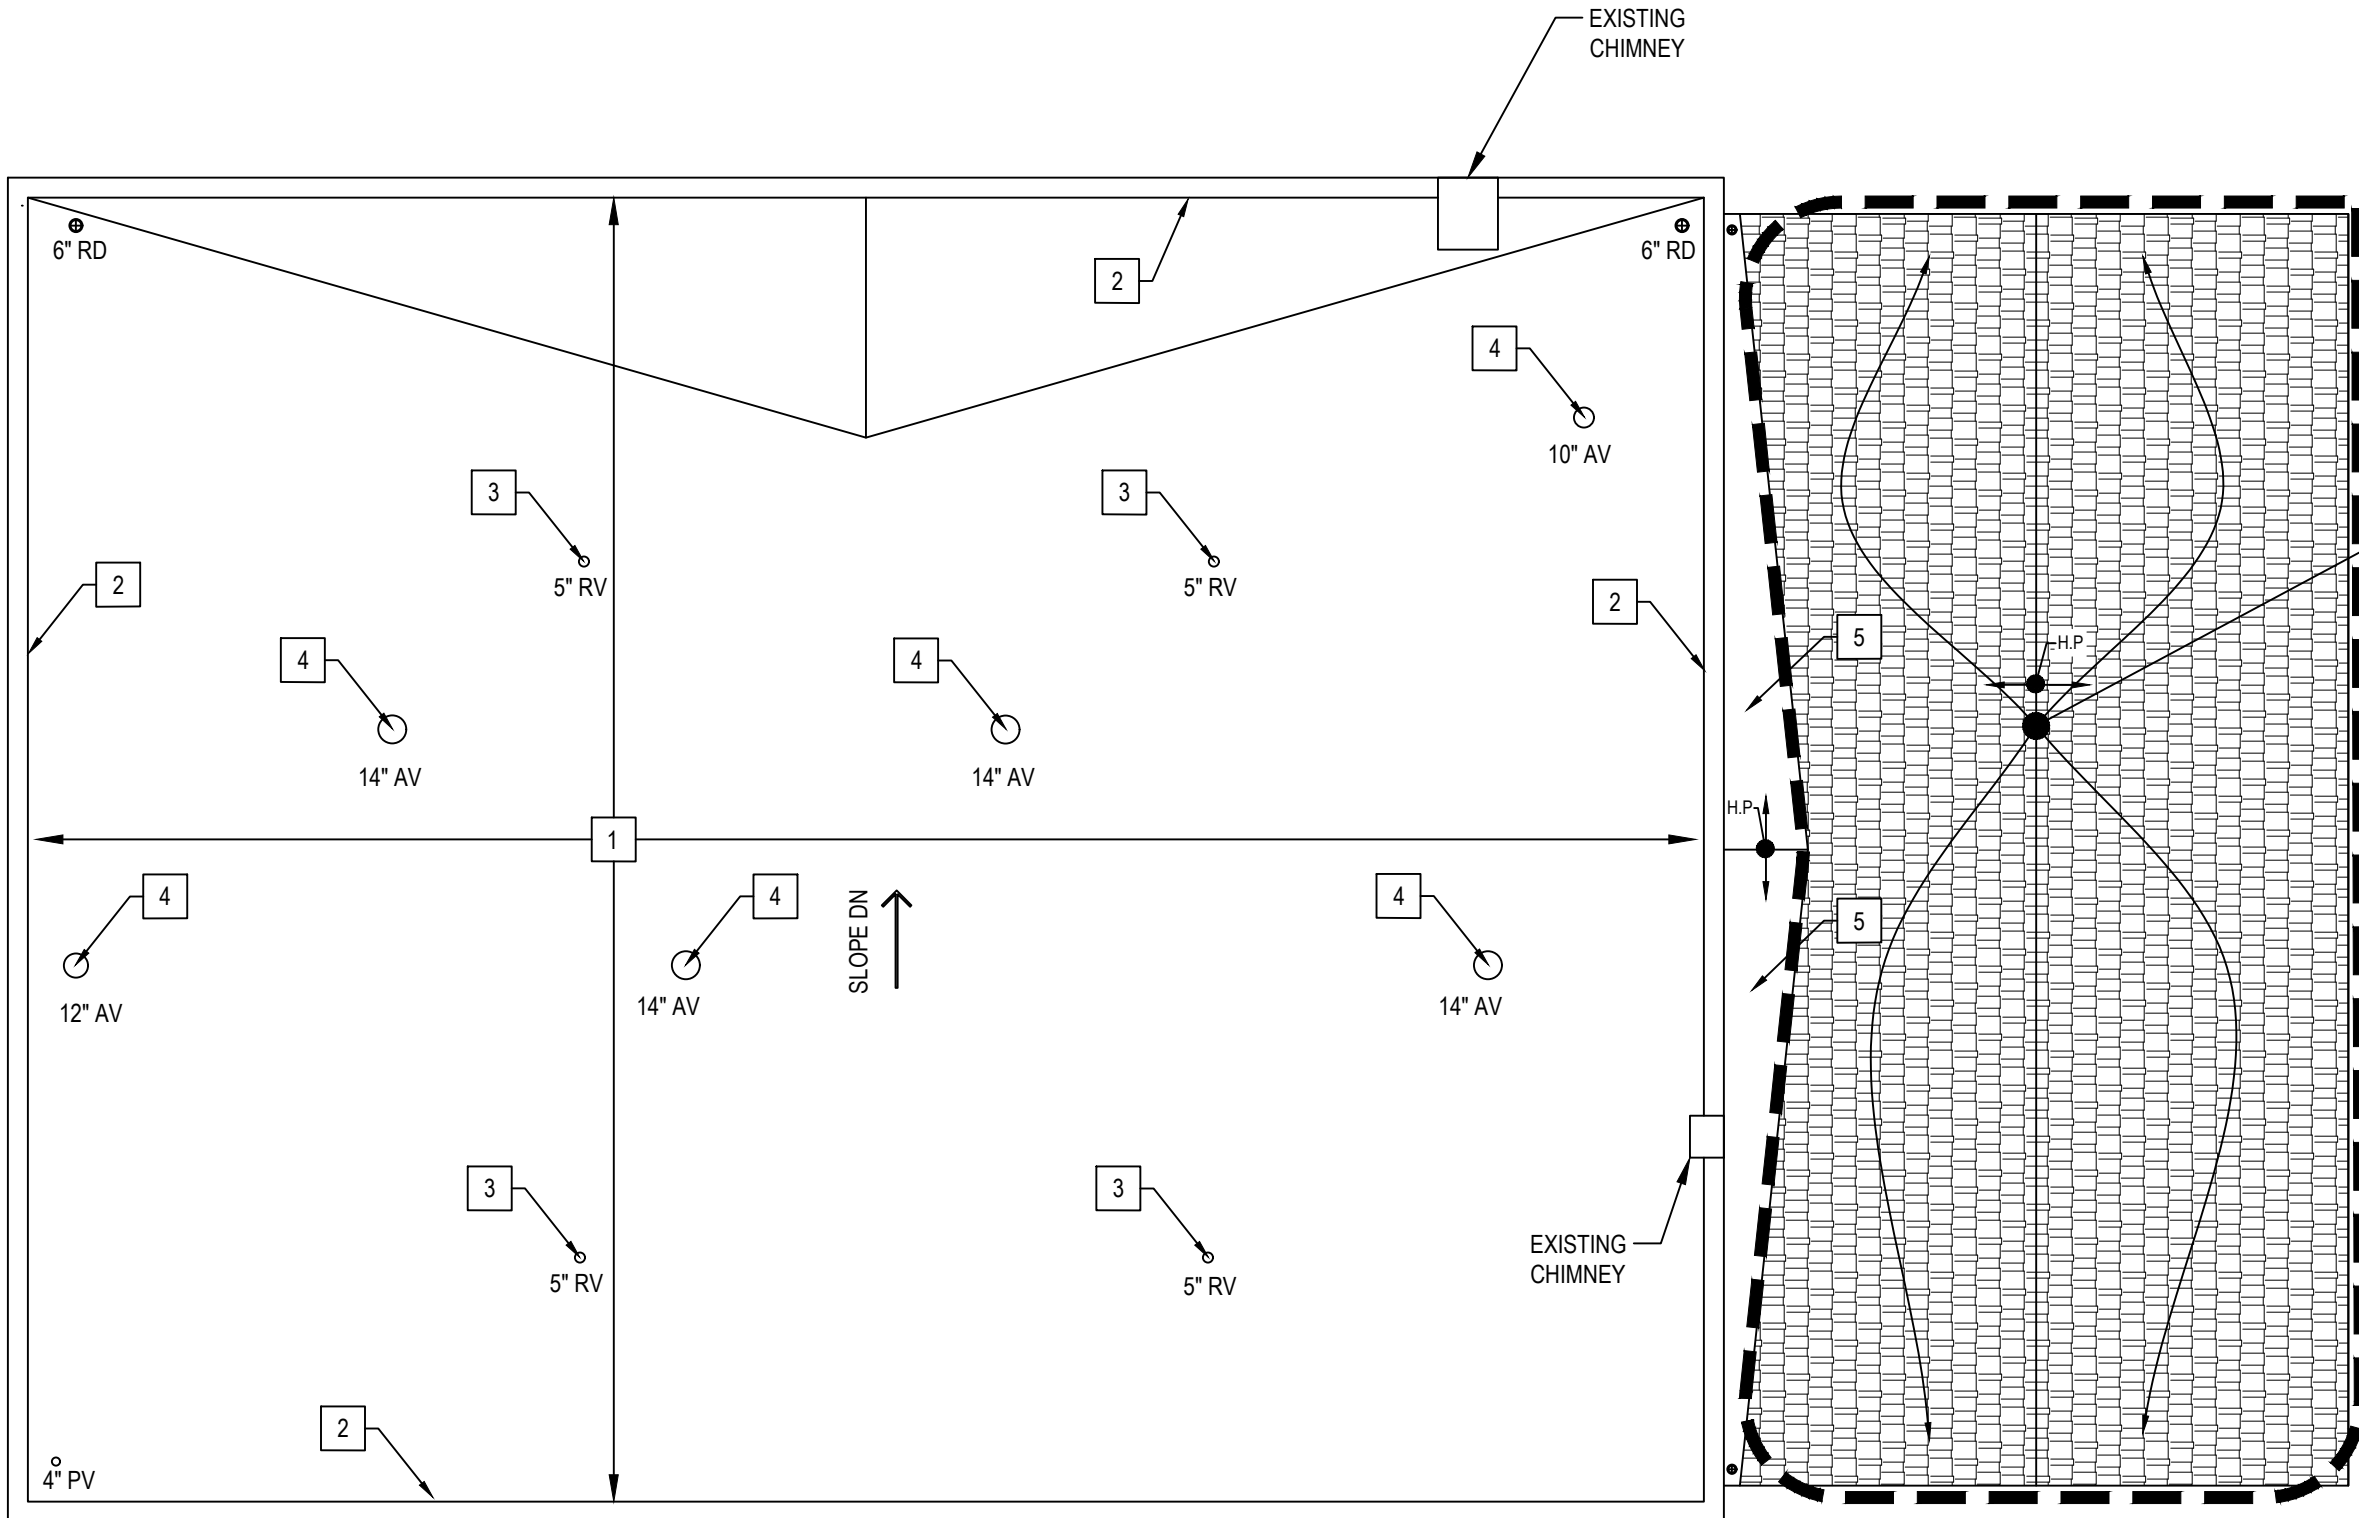 EXISTING
CHIMNEY
6" RD
6" RD
2
4
10" AV
3
5" RV
3
5" RV
2
2
4
14" AV
4
14" AV
5
H.P
H.P
1
4
12" AV
4
14" AV
SLOPE DN
4
14" AV
5
3
5" RV
3
5" RV
EXISTING
CHIMNEY
2
4" PV